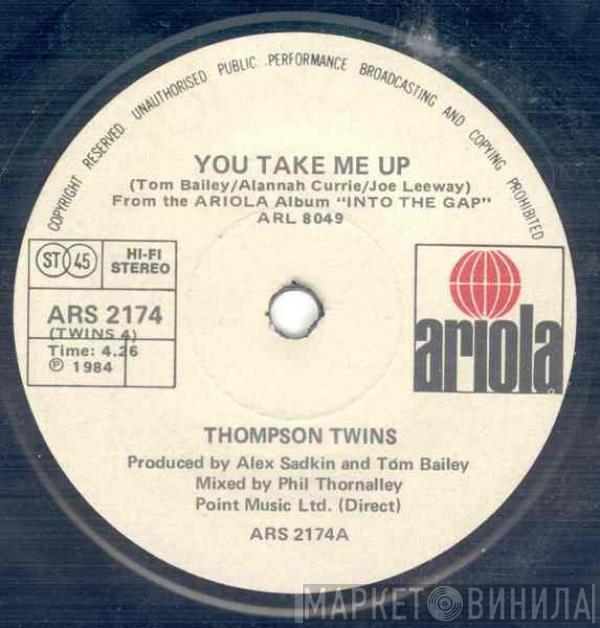 COPYRIGHT RESERVED. UNAUTHORISED PUBLIC PERFORMANCE BROADCASTING AND COPYING PROHIBITED
YOU TAKE ME UP
(Tom Bailey/Alannah Currie/Joe Leeway)
From the ARIOLA Album "INTO THE GAP"
ARL 8049
ST 45
HI-FI
STEREO
ARS 2174
(TWINS 4)
Time: 4.26
℗ 1984
ariola
THOMPSON TWINS
Produced by Alex Sadkin and Tom Bailey
Mixed by Phil Thornalley
Point Music Ltd. (Direct)
ARS 2174A
МАРКЕТ ВИНИЛА